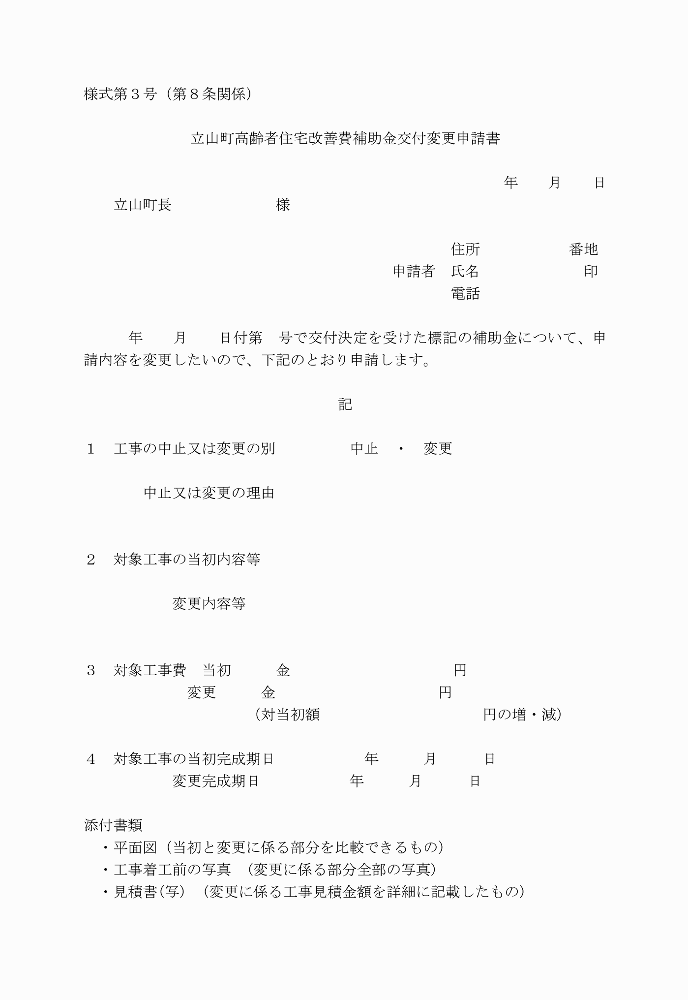 様式第３号（第８条関係）
立山町高齢者住宅改善費補助金交付変更申請書
年　　月　　日
立山町長　　　　　　　様
住所　　　　　　番地
申請者　氏名　　　　　　　印
電話
年　　月　　日付第　号で交付決定を受けた標記の補助金について、申
請内容を変更したいので、下記のとおり申請します。
記
１　工事の中止又は変更の別　　　　　中止　・　変更
中止又は変更の理由
２　対象工事の当初内容等
変更内容等
３　対象工事費　当初　　　金　　　　　　　　　　　円
変更　　　金　　　　　　　　　　　円
（対当初額　　　　　　　　　　　円の増・減）
４　対象工事の当初完成期日　　　　　　年　　　月　　　日
変更完成期日　　　　　　年　　　月　　　日
添付書類
・平面図（当初と変更に係る部分を比較できるもの）
・工事着工前の写真　（変更に係る部分全部の写真）
・見積書（写）　（変更に係る工事見積金額を詳細に記載したもの）